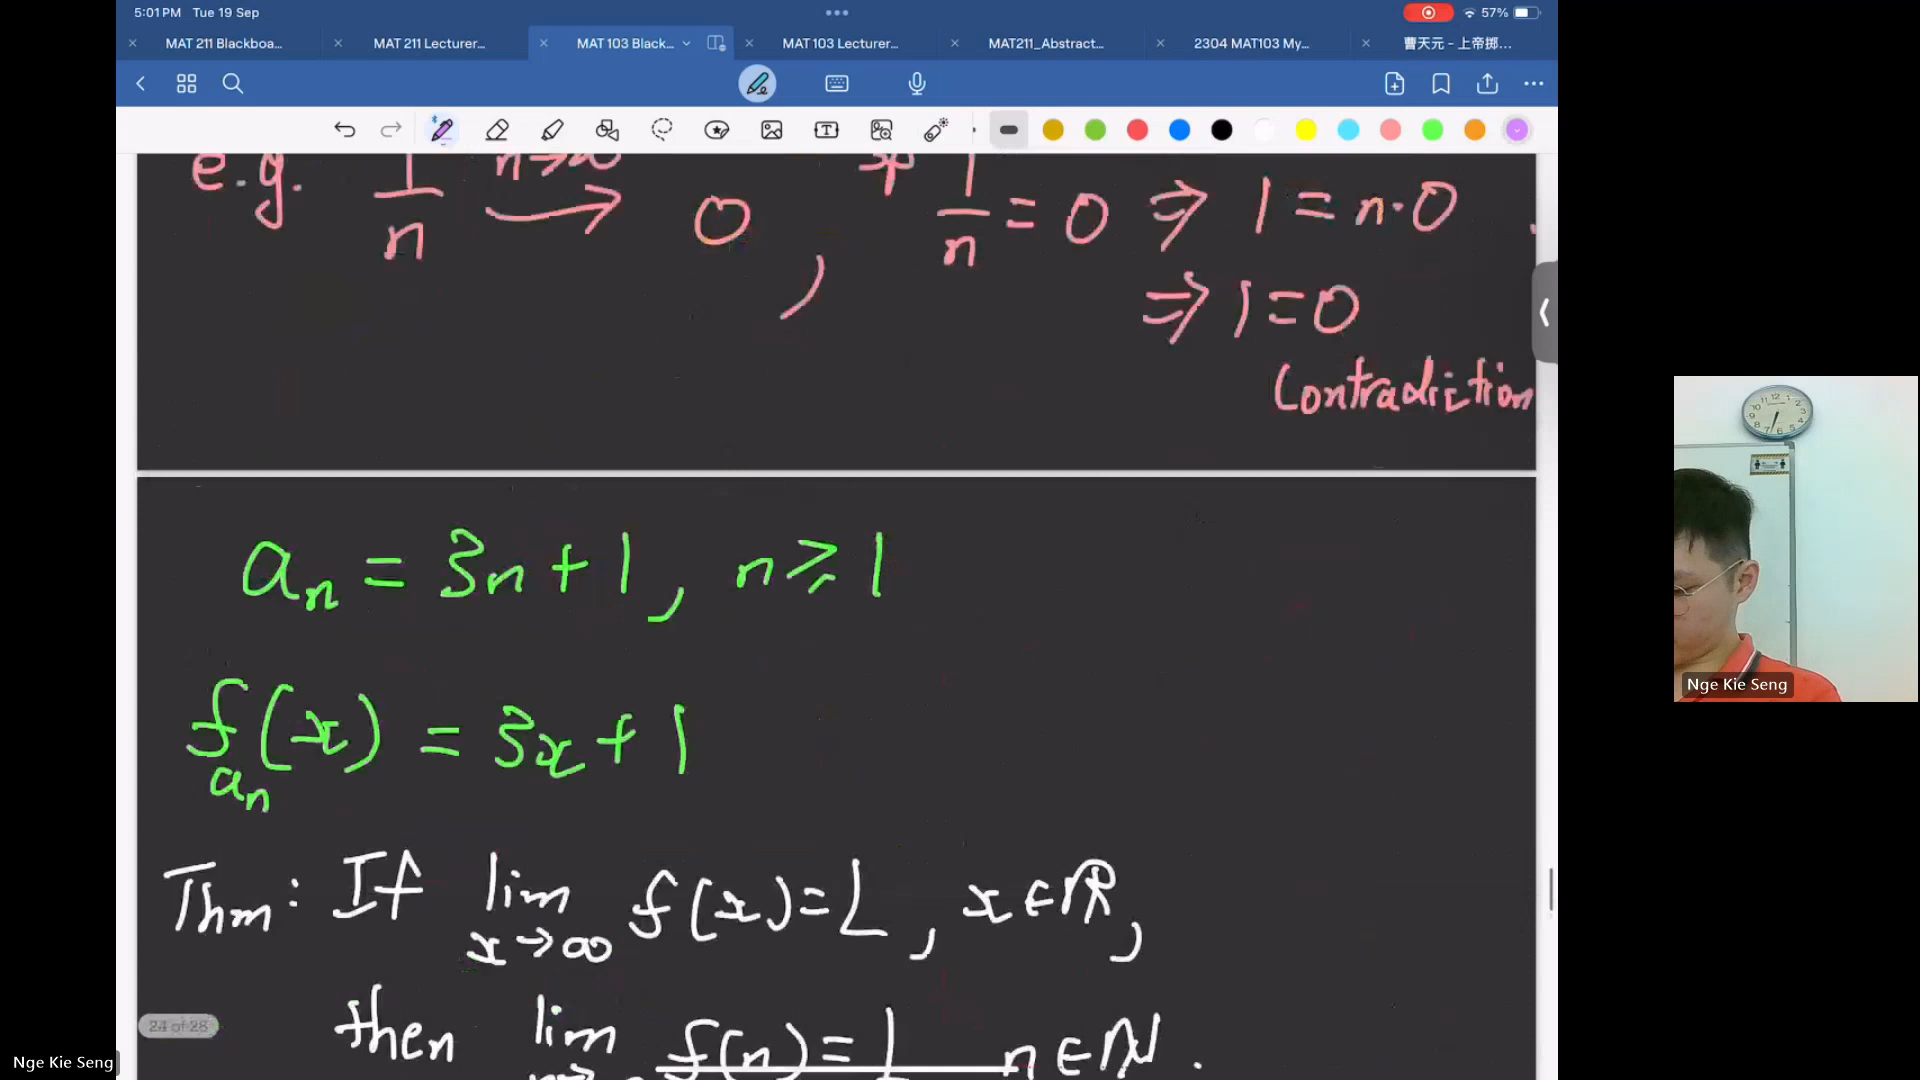 5:01 PM Tue 19 Sep
57%
MAT 211 Blackboa...
MAT 211 Lecturer...
MAT 103 Black...
MAT 103 Lecturer...
MAT211_Abstract...
2304 MAT103 My...
曹天元 - 上帝掷...
e.g. 1/n n→∞ → 0 , 1/n = 0 ⇒ 1 = n·0
⇒ 1 = 0
Contradiction
aₙ = 3n + 1 , n ⩾ 1
f_aₙ(x) = 3x + 1
Thm : If lim x→∞ f(x) = L , x ∈ ℝ ,
then lim f(n) = L n ∈ ℕ .
24 of 28
Nge Kie Seng
Nge Kie Seng